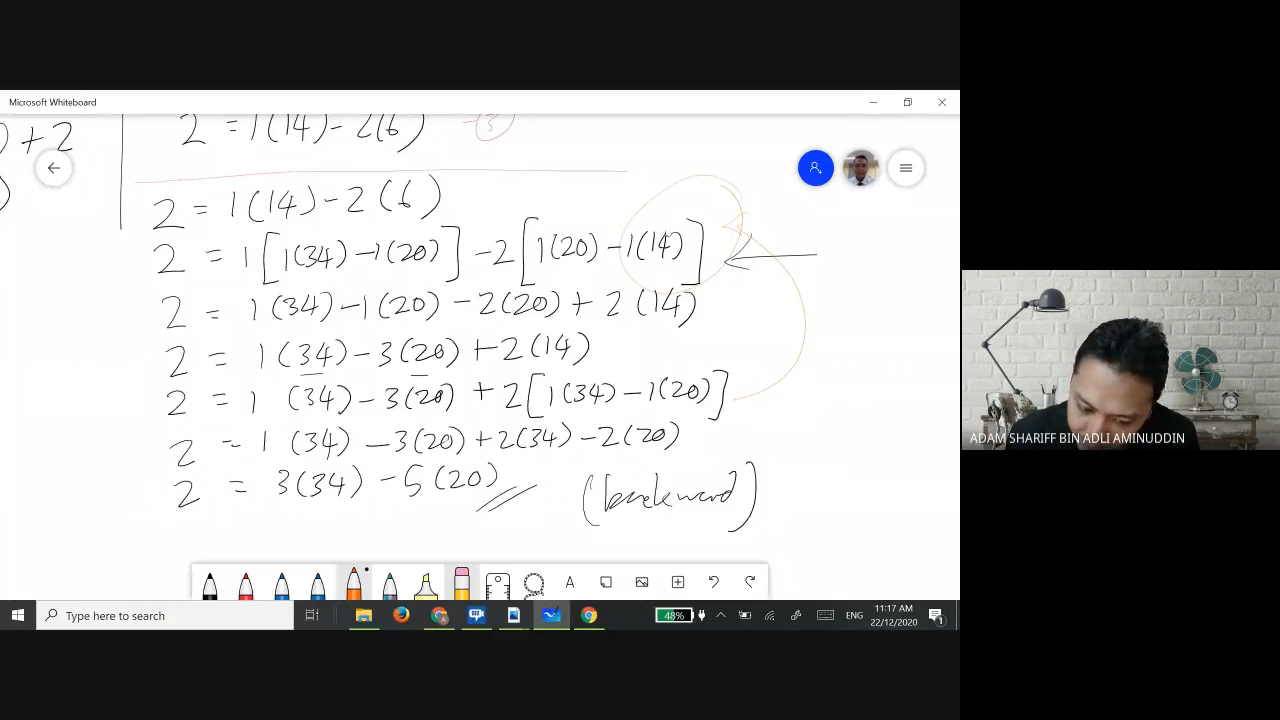 Microsoft Whiteboard
) + 2
)
2 = 1(14) - 2(6) - (3)
2 = 1(14) - 2(6)
2 = 1[1(34) - 1(20)] - 2[1(20) - 1(14)]
2 = 1(34) - 1(20) - 2(20) + 2(14)
2 = 1(34) - 3(20) + 2(14)
2 = 1(34) - 3(20) + 2[1(34) - 1(20)]
2 = 1(34) - 3(20) + 2(34) - 2(20)
2 = 3(34) - 5(20) // (backward)
ADAM SHARIFF BIN ADLI AMINUDDIN
A
Type here to search
48%
ENG
11:17 AM
22/12/2020
1